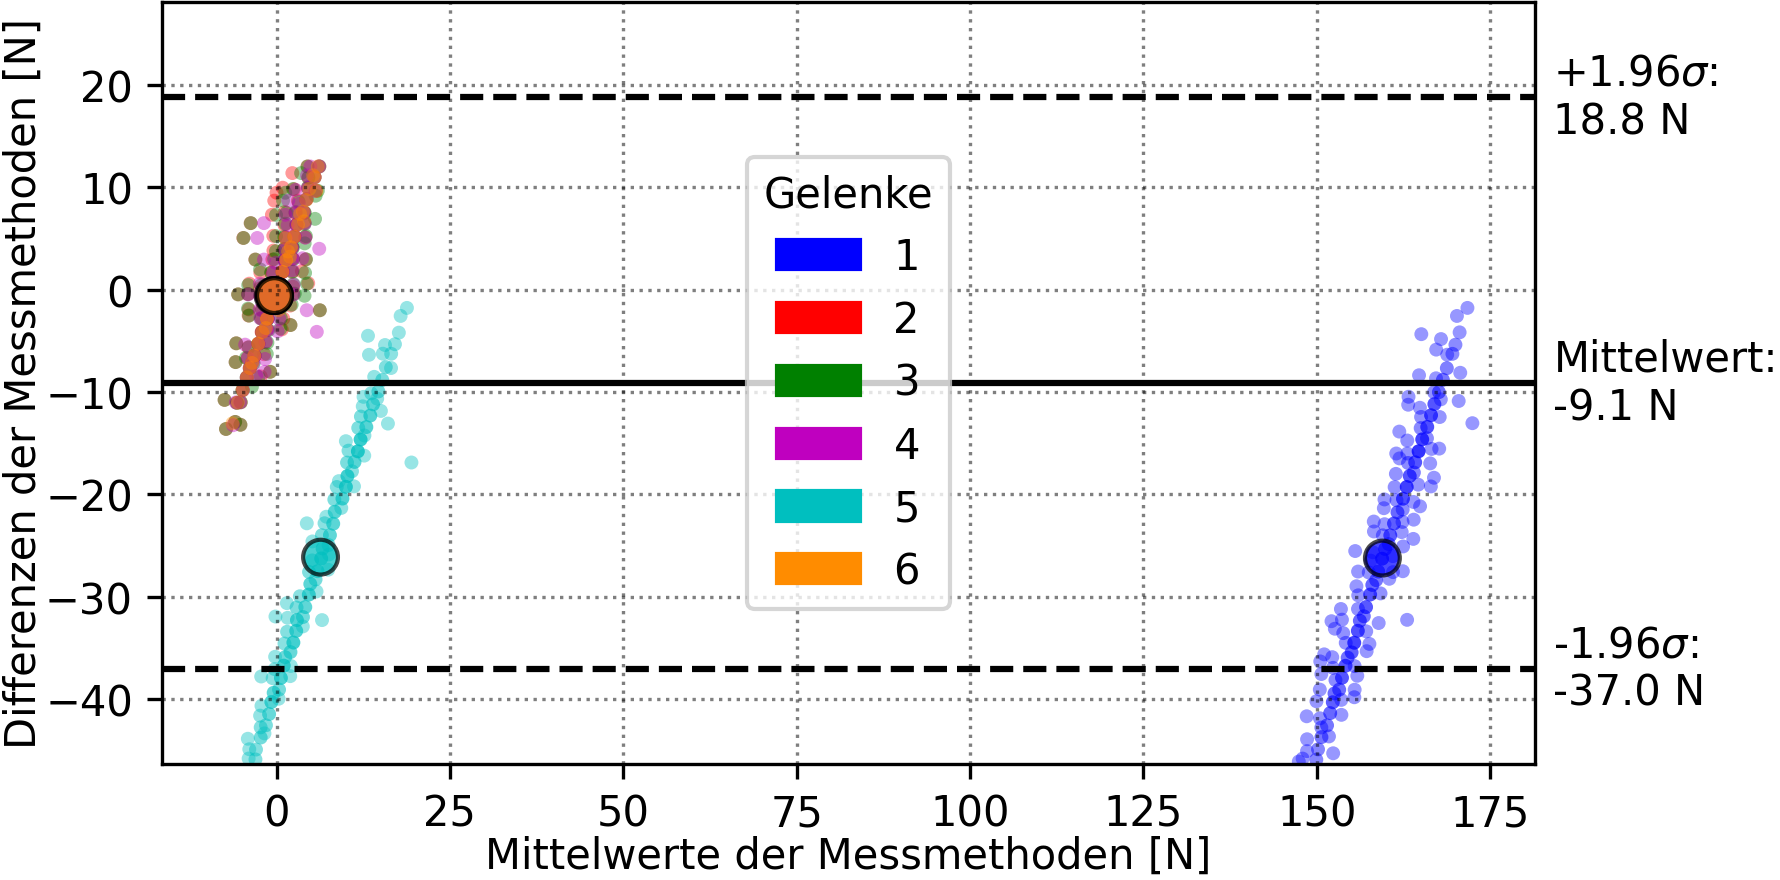 Differenzen der Messmethoden [N]
20
10
0
−10
−20
−30
−40
0
25
50
75
100
125
150
175
Mittelwerte der Messmethoden [N]
Gelenke
1
2
3
4
5
6
+1.96σ:
18.8 N
Mittelwert:
-9.1 N
-1.96σ:
-37.0 N